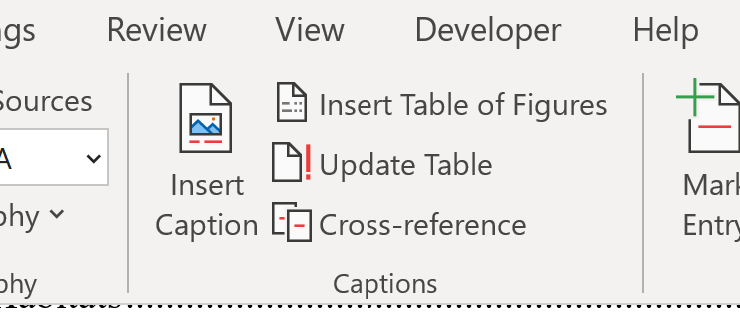 gs Review View Developer Help
Sources
A
phy
phy
Insert
Caption
Insert Table of Figures
Update Table
Cross-reference
Captions
Mark
Entry